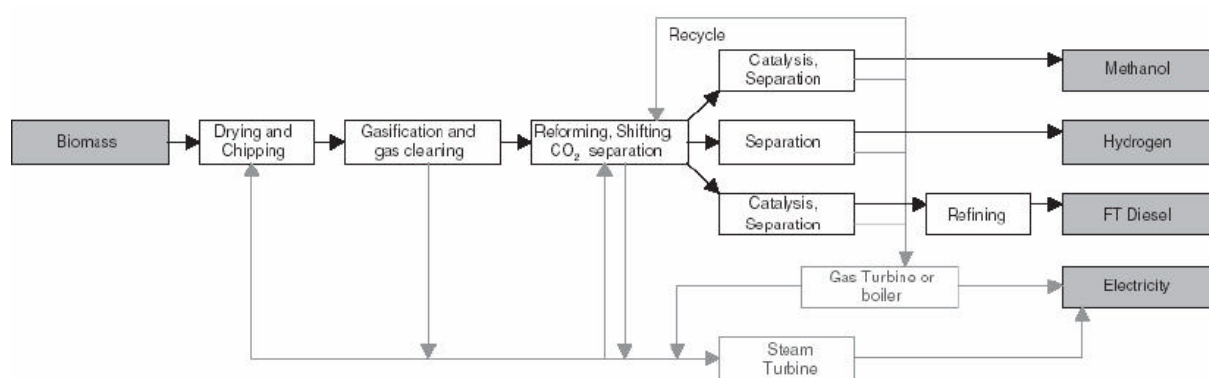 Recycle
Catalysis,
Separation
Methanol
Biomass
Drying and
Chipping
Gasification and
gas cleaning
Reforming, Shifting,
CO₂ separation
Separation
Hydrogen
Catalysis,
Separation
Refining
FT Diesel
Gas Turbine or
boiler
Electricity
Steam
Turbine